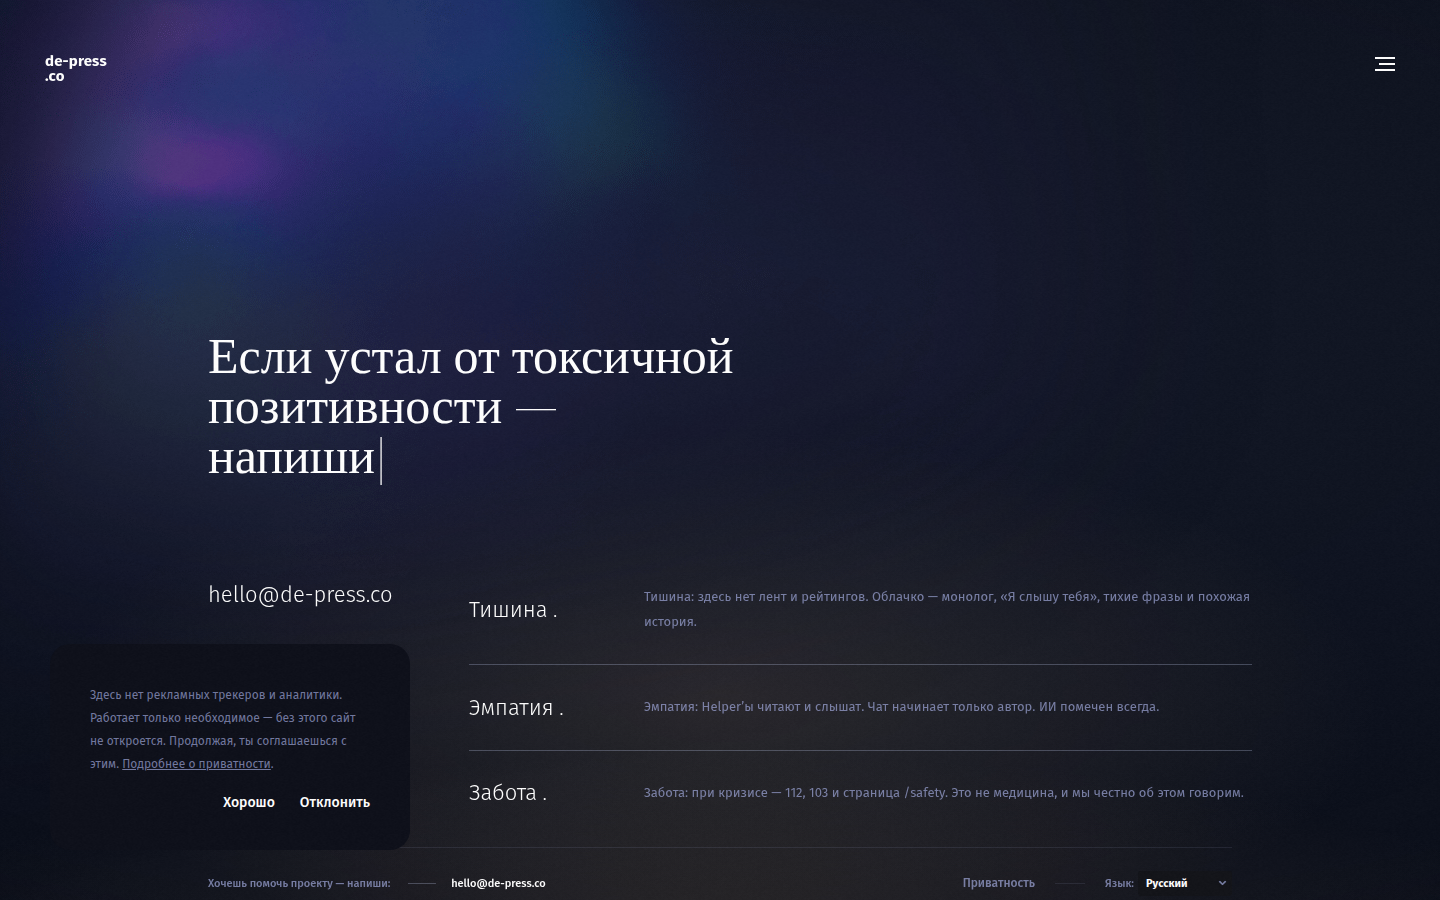 de-press
.co
Если устал от токсичной
позитивности —
напиши
hello@de-press.co
Тишина .
Тишина: здесь нет лент и рейтингов. Облачко — монолог, «Я слышу тебя», тихие фразы и похожая
история.
Эмпатия .
Эмпатия: Helper'ы читают и слышат. Чат начинает только автор. ИИ помечен всегда.
Забота .
Забота: при кризисе — 112, 103 и страница /safety. Это не медицина, и мы честно об этом говорим.
Здесь нет рекламных трекеров и аналитики.
Работает только необходимое — без этого сайт
не откроется. Продолжая, ты соглашаешься с
этим. Подробнее о приватности.
Хорошо Отклонить
Хочешь помочь проекту — напиши: hello@de-press.co
Приватность Язык: Русский